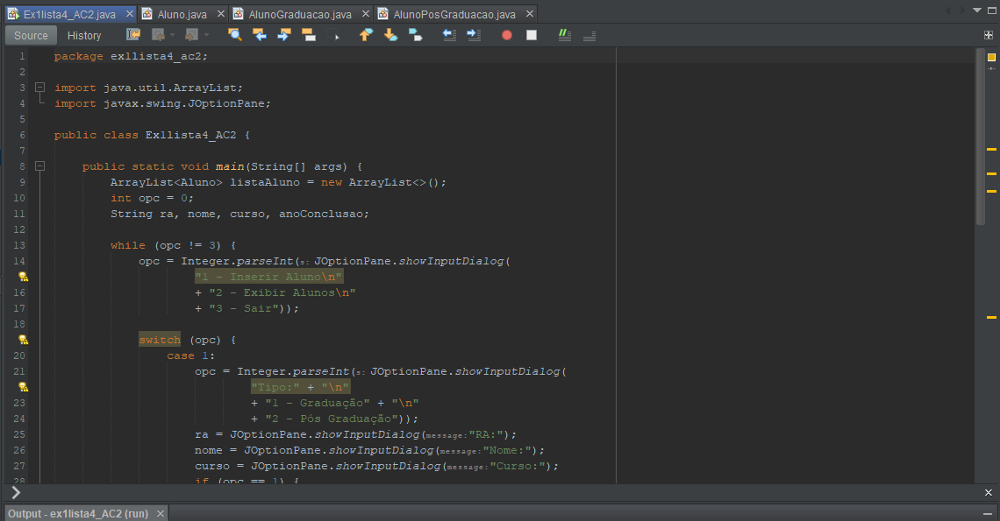 Ex1lista4_AC2.java Aluno.java AlunoGraduacao.java AlunoPosGraduacao.java
Source History
1 package ex1lista4_ac2;
2
3 import java.util.ArrayList;
4 import javax.swing.JOptionPane;
5
6 public class Ex1lista4_AC2 {
7
8 public static void main(String[] args) {
9 ArrayList<Aluno> listaAluno = new ArrayList<>();
10 int opc = 0;
11 String ra, nome, curso, anoConclusao;
12
13 while (opc != 3) {
14 opc = Integer.parseInt(s: JOptionPane.showInputDialog(
"1 - Inserir Aluno\n"
16 + "2 - Exibir Alunos\n"
17 + "3 - Sair"));
18
switch (opc) {
20 case 1:
21 opc = Integer.parseInt(s: JOptionPane.showInputDialog(
"Tipo:" + "\n"
23 + "1 - Graduação" + "\n"
24 + "2 - Pós Graduação"));
25 ra = JOptionPane.showInputDialog(message:"RA:");
26 nome = JOptionPane.showInputDialog(message:"Nome:");
27 curso = JOptionPane.showInputDialog(message:"Curso:");
28 if (opc == 1) {
Output - ex1lista4_AC2 (run)